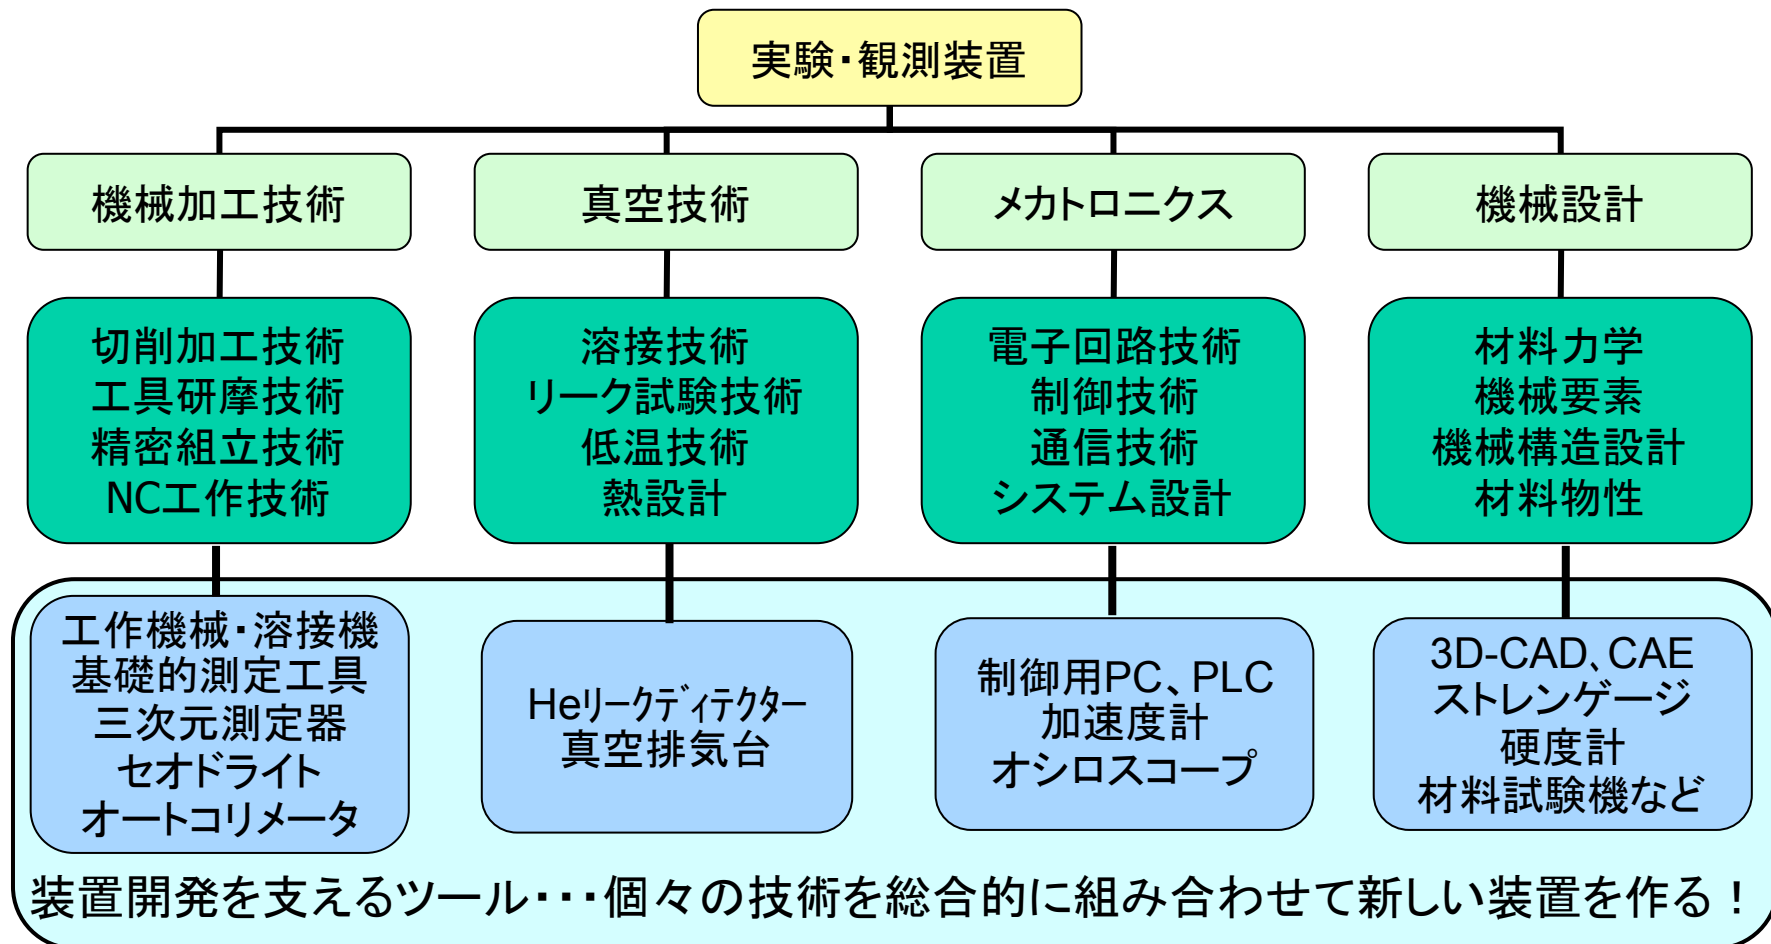 実験・観測装置
機械加工技術
真空技術
メカトロニクス
機械設計
切削加工技術
工具研摩技術
精密組立技術
NC工作技術
溶接技術
リーク試験技術
低温技術
熱設計
電子回路技術
制御技術
通信技術
システム設計
材料力学
機械要素
機械構造設計
材料物性
工作機械・溶接機
基礎的測定工具
三次元測定器
セオドライト
オートコリメータ
Heリークディテクター
真空排気台
制御用PC、PLC
加速度計
オシロスコープ
3D-CAD、CAE
ストレンゲージ
硬度計
材料試験機など
装置開発を支えるツール・・・個々の技術を総合的に組み合わせて新しい装置を作る！